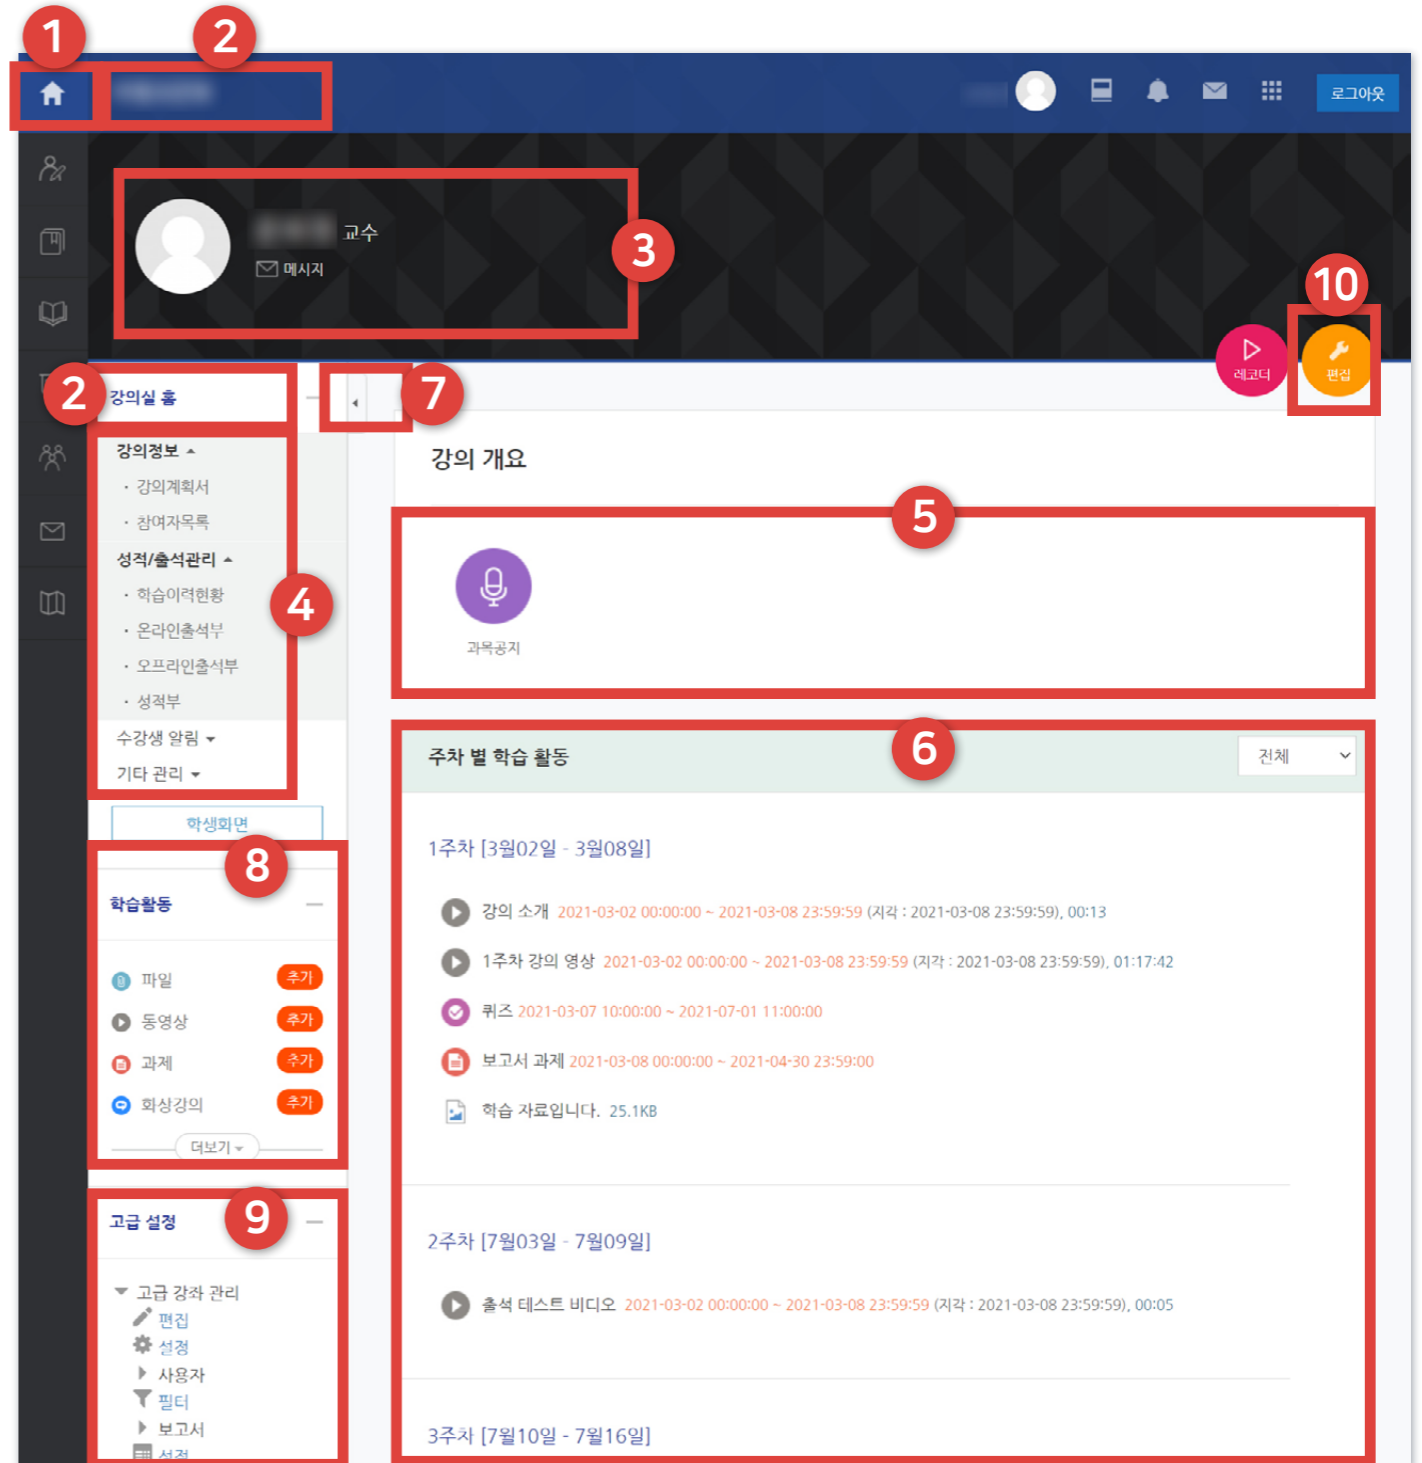 1
2
로그아웃
교수
메시지
3
10
레코더
편집
2
강의실 홈
7
강의정보
· 강의계획서
· 참여자목록
성적/출석관리
· 학습이력현황
· 온라인출석부
· 오프라인출석부
· 성적부
수강생 알림
기타 관리
4
학생화면
8
학습활동
파일 추가
동영상 추가
과제 추가
화상강의 추가
더보기
9
고급 설정
고급 강좌 관리
편집
설정
사용자
필터
보고서
강의 개요
5
과목공지
6
주차 별 학습 활동
전체
1주차 [3월02일 - 3월08일]
강의 소개 2021-03-02 00:00:00 ~ 2021-03-08 23:59:59 (지각 : 2021-03-08 23:59:59), 00:13
1주차 강의 영상 2021-03-02 00:00:00 ~ 2021-03-08 23:59:59 (지각 : 2021-03-08 23:59:59), 01:17:42
퀴즈 2021-03-07 10:00:00 ~ 2021-07-01 11:00:00
보고서 과제 2021-03-08 00:00:00 ~ 2021-04-30 23:59:00
학습 자료입니다. 25.1KB
2주차 [7월03일 - 7월09일]
출석 테스트 비디오 2021-03-02 00:00:00 ~ 2021-03-08 23:59:59 (지각 : 2021-03-08 23:59:59), 00:05
3주차 [7월10일 - 7월16일]